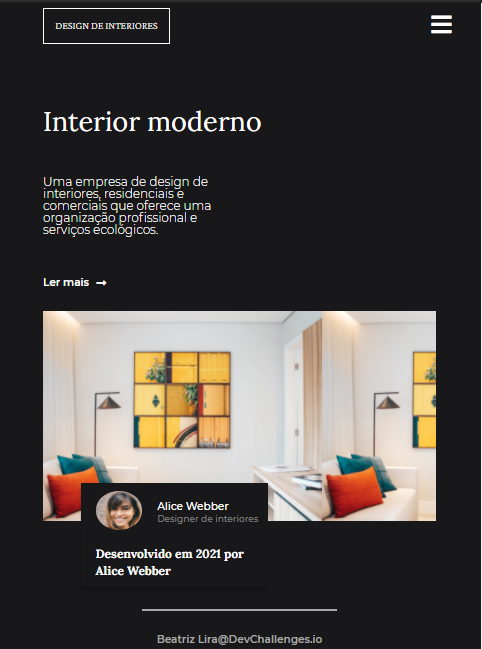 DESIGN DE INTERIORES
Interior moderno
Uma empresa de design de
interiores, residenciais e
comerciais que oferece uma
organização profissional e
serviços ecológicos.
Ler mais →
Alice Webber
Designer de interiores
Desenvolvido em 2021 por
Alice Webber
Beatriz Lira@DevChallenges.io